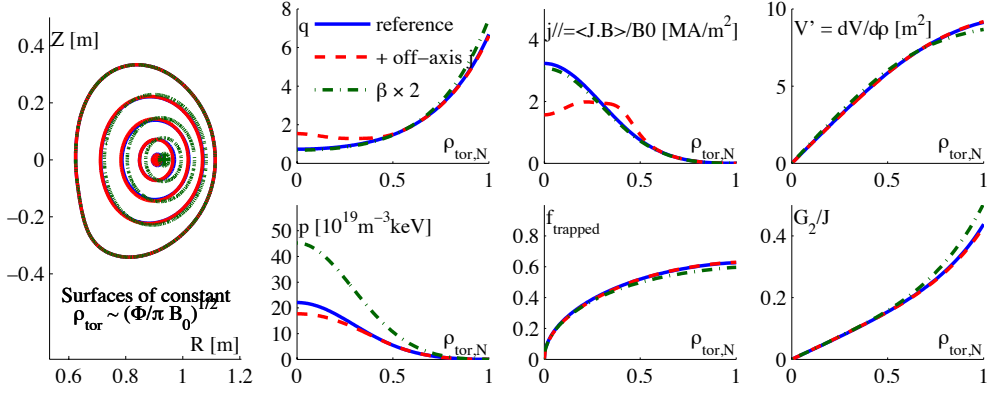 Z [m]
0.4
0.2
0
−0.2
−0.4
Surfaces of constant
ρtor ~ (Φ/π B0)1/2
R [m]
0.6
0.8
1
1.2
q
reference
+ off−axis j
β × 2
8
6
4
2
0
ρtor,N
0
0.5
1
j//=<J.B>/B0 [MA/m2]
4
2
0
ρtor,N
0
0.5
1
V' = dV/dρ [m2]
10
5
0
ρtor,N
0
0.5
1
p [1019m−3keV]
50
40
30
20
10
0
ρtor,N
0
0.5
1
ftrapped
0.8
0.6
0.4
0.2
0
ρtor,N
0
0.5
1
G2/J
0.4
0.2
0
ρtor,N
0
0.5
1